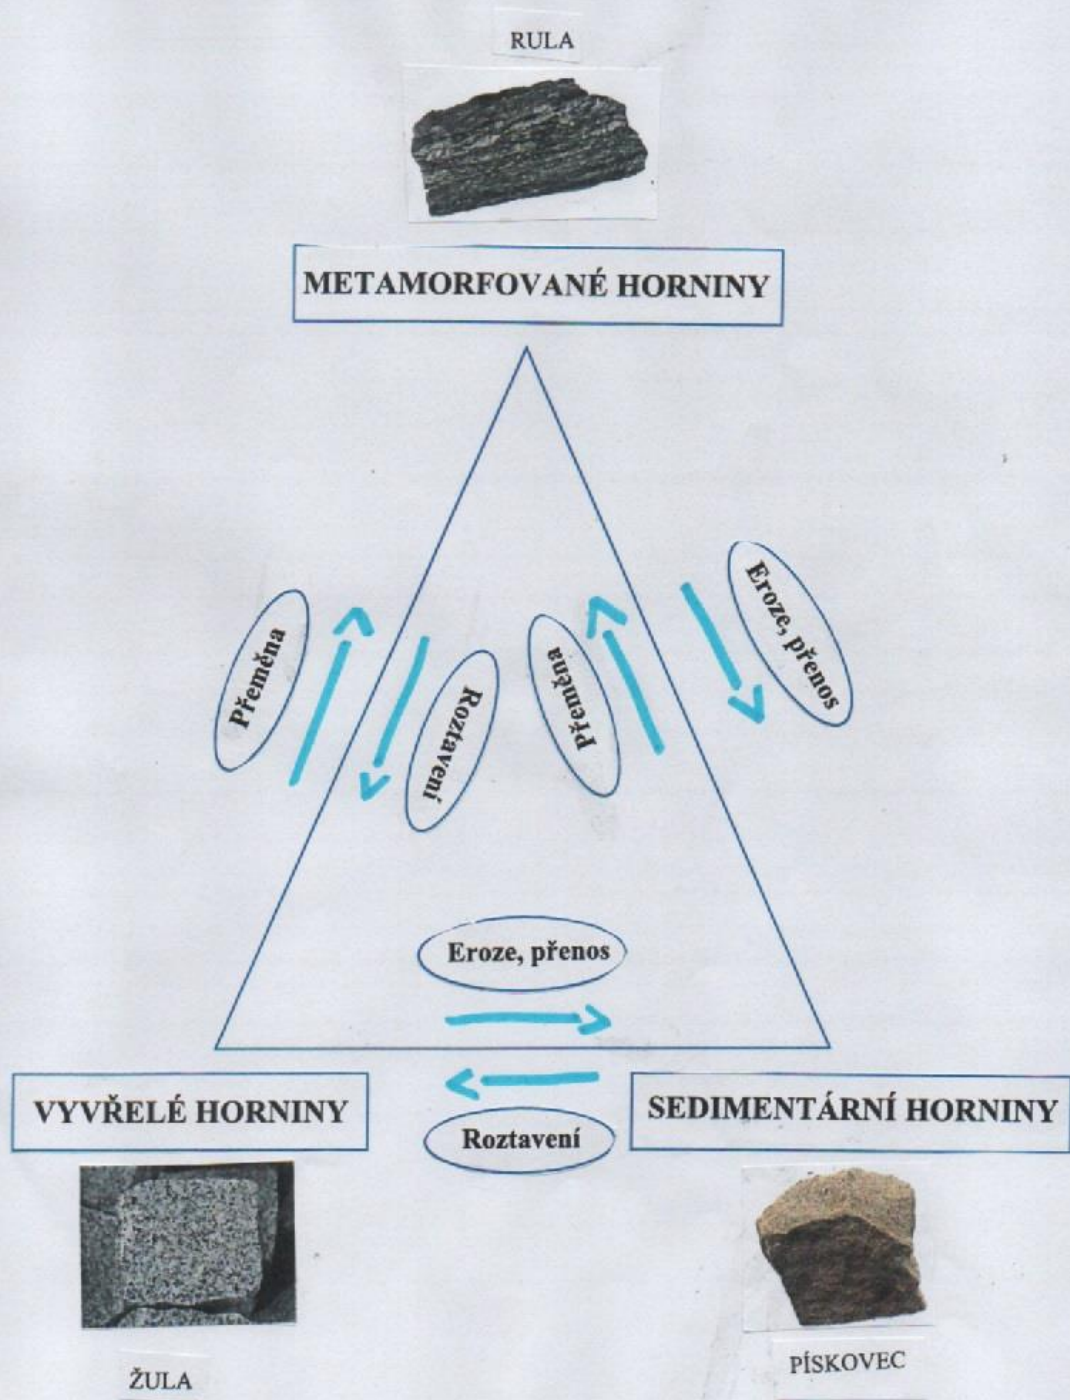 RULA
METAMORFOVANÉ HORNINY
Přeměna
Roztavení
Přeměna
Eroze, přenos
Eroze, přenos
VYVŘELÉ HORNINY
Roztavení
SEDIMENTÁRNÍ HORNINY
ŽULA
PÍSKOVEC